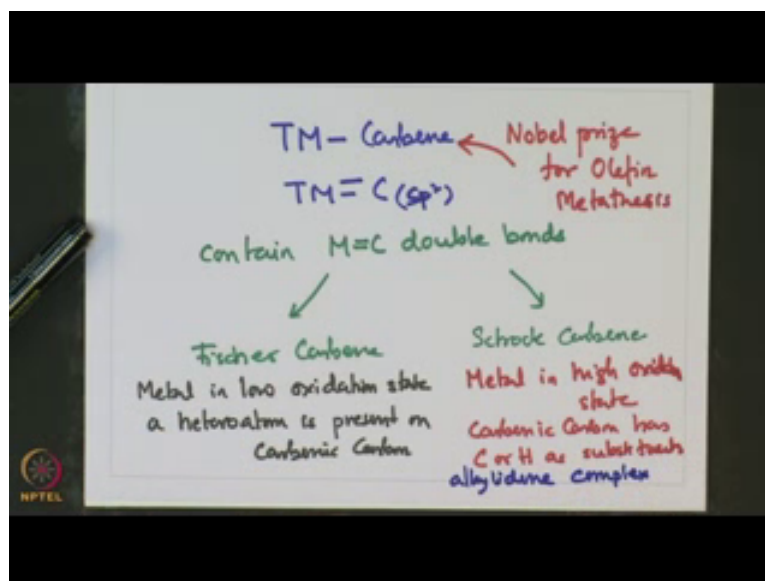 TM - Carbene
Nobel prize
for Olefin
Metathesis
TM = C (sp²)
contain M=C double bonds
Fischer Carbene
Metal in low oxidation state
a heteroatom is present on
Carbenic Carbon
Schrock Carbene
Metal in high oxidn
state
Carbenic Carbon has
C or H as substituents
alkylidene complex
NPTEL